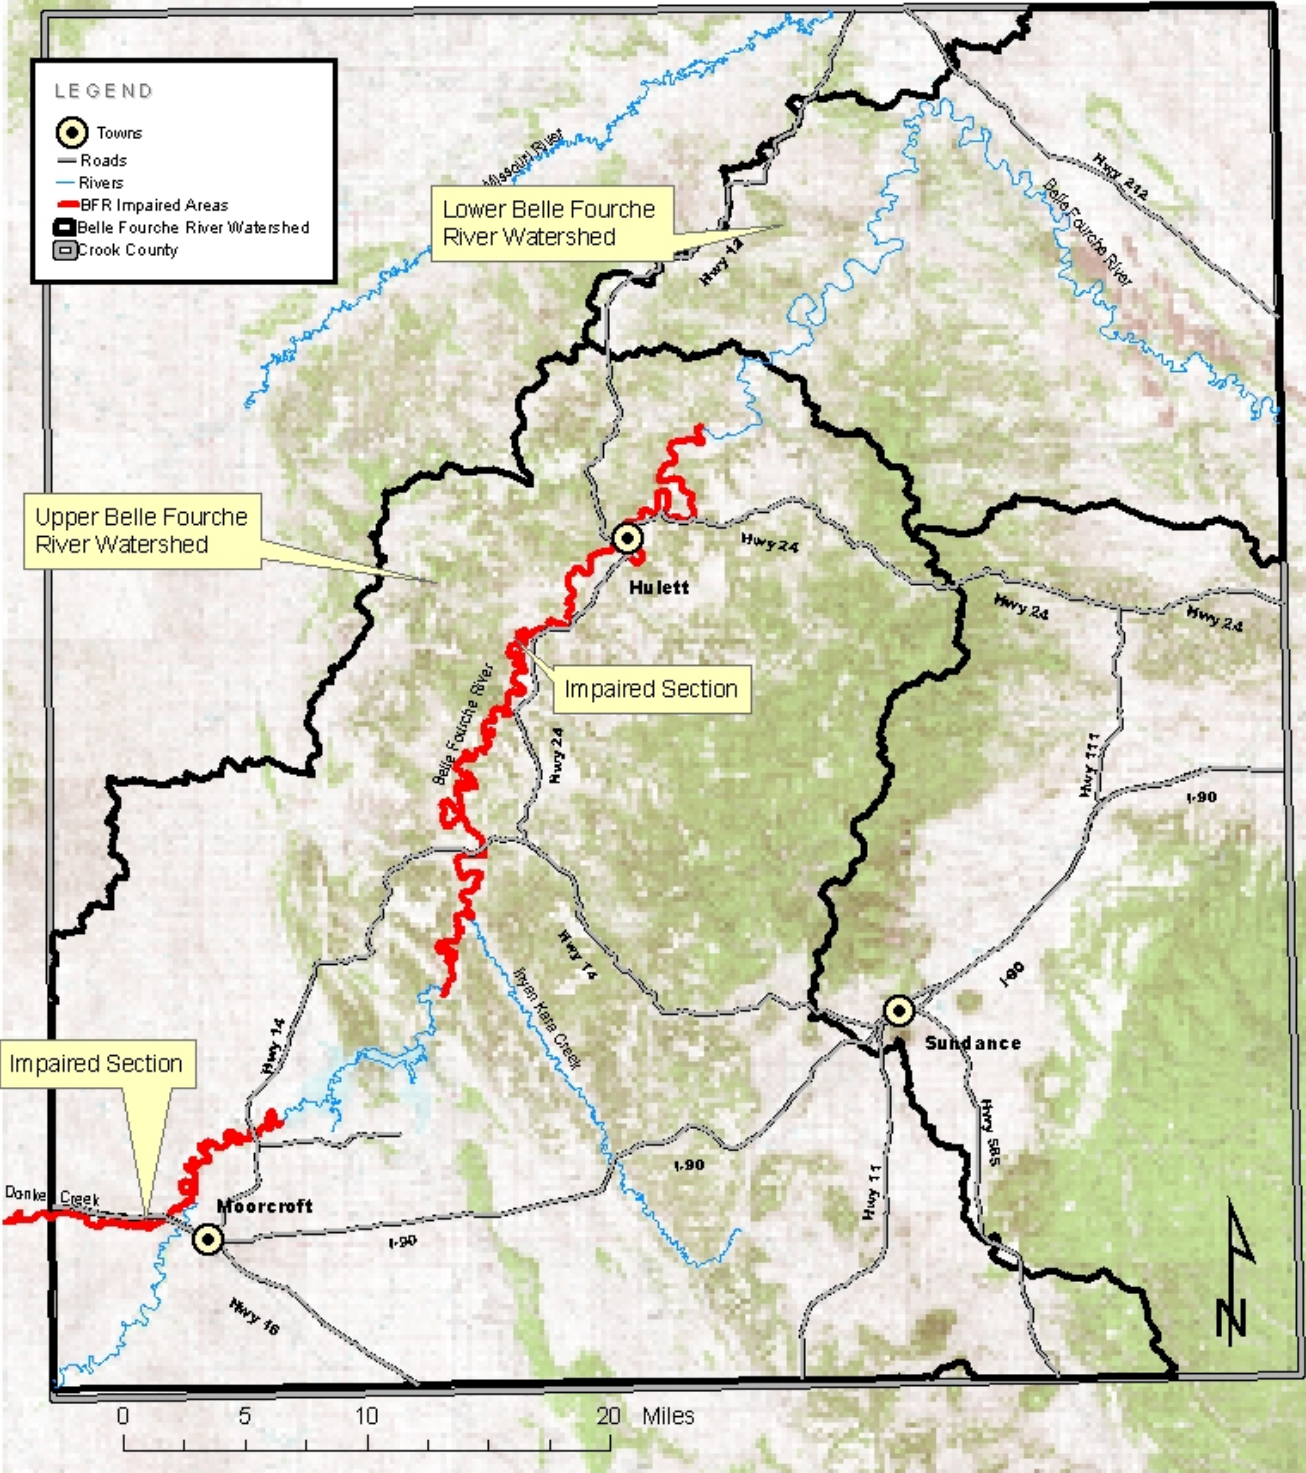 LEGEND
Towns
Roads
Rivers
BFR Impaired Areas
Belle Fourche River Watershed
Crook County
Missouri River
Lower Belle Fourche
River Watershed
Hwy 212
Belle Fourche River
Upper Belle Fourche
River Watershed
Hwy 24
Hulett
Hwy 24
Hwy 24
Impaired Section
Belle Fourche River
Hwy 24
Hwy 111
I-90
Hwy 14
Inyan Kara Creek
I-90
Sundance
Hwy 14
Impaired Section
Hwy 585
I-90
Hwy 11
Donke Creek
Moorcroft
I-90
Hwy 16
N
0 5 10 20 Miles